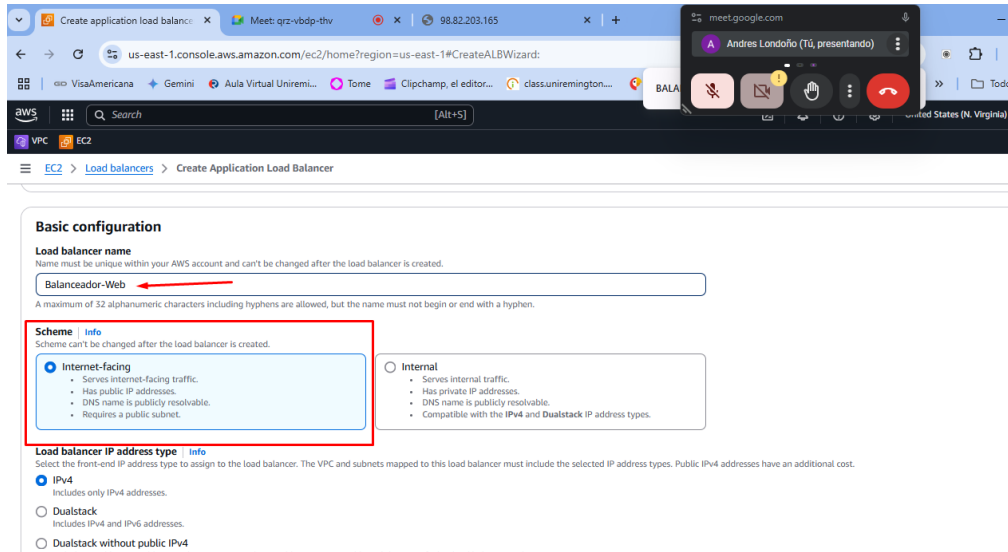 Create application load balance
Meet: qrz-vbdp-thv
98.82.203.165
meet.google.com
us-east-1.console.aws.amazon.com/ec2/home?region=us-east-1#CreateALBWizard:
A
Andres Londoño (Tú, presentando)
VisaAmericana
Gemini
Aula Virtual Uniremi...
Tome
Clipchamp, el editor...
class.uniremington....
BALA
Todo
aws
Search
[Alt+S]
United States (N. Virginia)
VPC
EC2
EC2 > Load balancers > Create Application Load Balancer
Basic configuration
Load balancer name
Name must be unique within your AWS account and can't be changed after the load balancer is created.
Balanceador-Web
A maximum of 32 alphanumeric characters including hyphens are allowed, but the name must not begin or end with a hyphen.
Scheme | Info
Scheme can't be changed after the load balancer is created.
Internet-facing
• Serves internet-facing traffic.
• Has public IP addresses.
• DNS name is publicly resolvable.
• Requires a public subnet.
Internal
• Serves internal traffic.
• Has private IP addresses.
• DNS name is publicly resolvable.
• Compatible with the IPv4 and Dualstack IP address types.
Load balancer IP address type | Info
Select the front-end IP address type to assign to the load balancer. The VPC and subnets mapped to this load balancer must include the selected IP address types. Public IPv4 addresses have an additional cost.
IPv4
Includes only IPv4 addresses.
Dualstack
Includes IPv4 and IPv6 addresses.
Dualstack without public IPv4